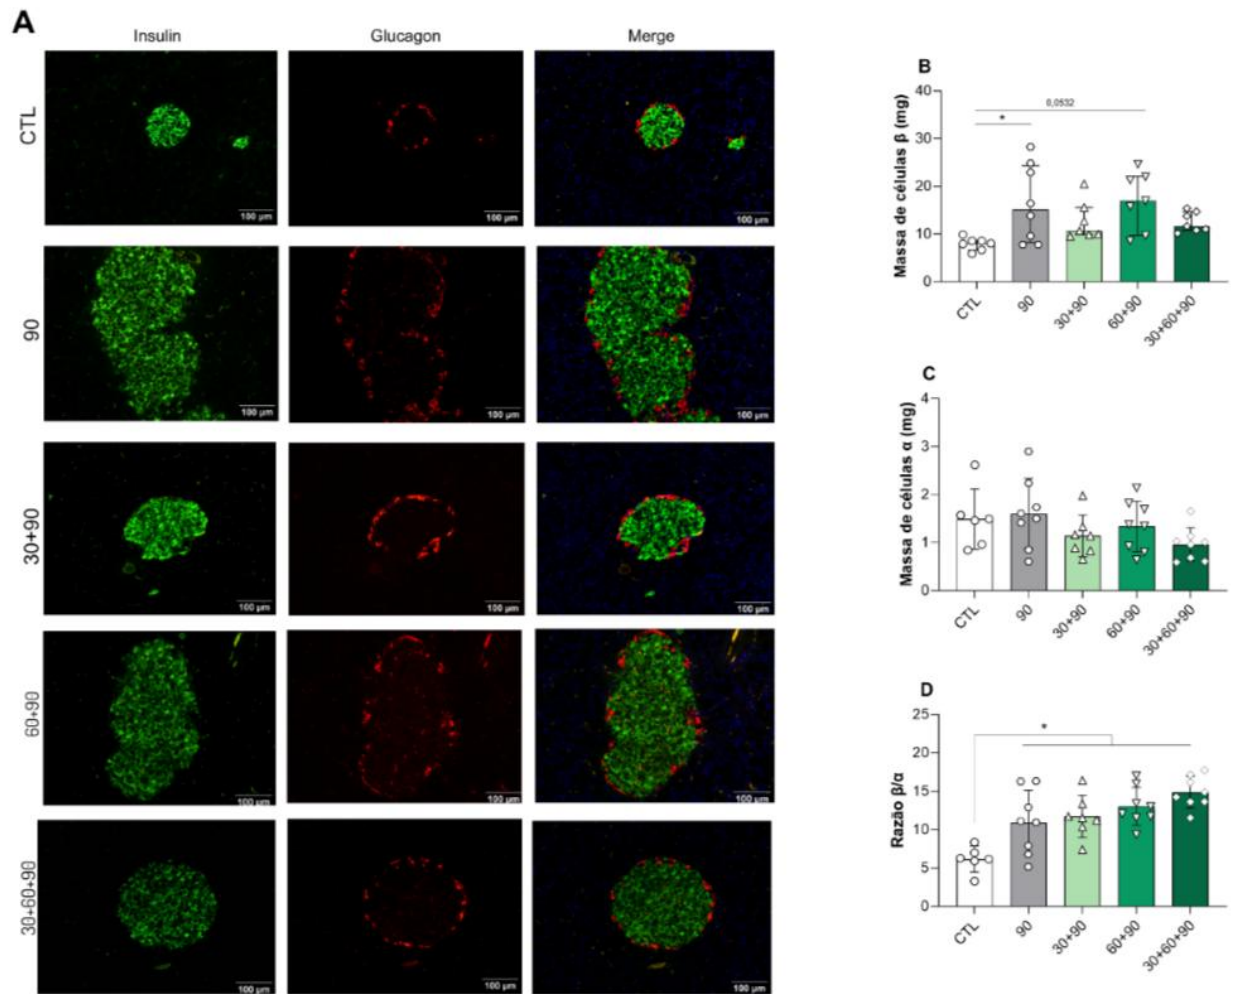 A
Insulin Glucagon Merge
CTL
100 µm 100 µm 100 µm
90
100 µm 100 µm 100 µm
30+90
100 µm 100 µm 100 µm
60+90
100 µm 100 µm 100 µm
30+60+90
100 µm 100 µm 100 µm
B
Massa de células β (mg)
40
30
20
10
0
0,0532
*
CTL 90 30+90 60+90 30+60+90
C
Massa de células α (mg)
4
3
2
1
0
CTL 90 30+90 60+90 30+60+90
D
Razão β/α
25
20
15
10
5
0
*
CTL 90 30+90 60+90 30+60+90